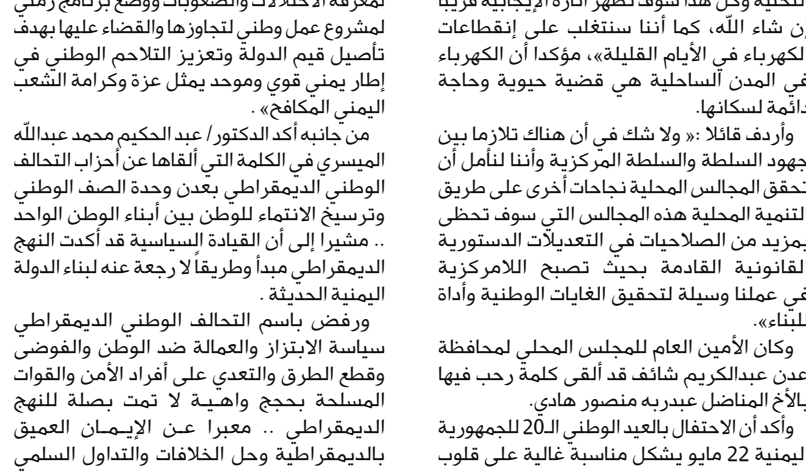 للتحتية وكل هذا سوف تظهر آثاره الإيجابية قريبا
إن شاء الله، كما أننا سنتغلب على إنقطاعات
الكهرباء في الأيام القليلة»، مؤكدا أن الكهرباء
في المدن الساحلية هي قضية حيوية وحاجة
دائمة لسكانها.
وأردف قائلا :« ولا شك في أن هناك تلازما بين
جهود السلطة والسلطة المركزية وأننا لنأمل أن
تحقق المجالس المحلية نجاحات أخرى على طريق
التنمية المحلية هذه المجالس التي سوف تحظى
بمزيد من الصلاحيات في التعديلات الدستورية
القانونية القادمة بحيث تصبح اللامركزية
في عملنا وسيلة لتحقيق الغايات الوطنية وأداة
للبناء».
وكان الأمين العام للمجلس المحلي لمحافظة
عدن عبدالكريم شائف قد ألقى كلمة رحب فيها
بالأخ المناضل عبدربه منصور هادي.
وأكد أن الاحتفال بالعيد الوطني الـ20 للجمهورية
اليمنية 22 مايو يشكل مناسبة غالية على قلوب
لمعرفة الاختلالات والصعوبات ووضع برنامج زمني
لمشروع عمل وطني لتجاوزها والقضاء عليها بهدف
تأصيل قيم الدولة وتعزيز التلاحم الوطني في
إطار يمني قوي وموحد يمثل عزة وكرامة الشعب
اليمني المكافح» .
من جانبه أكد الدكتور/ عبد الحكيم محمد عبدالله
الميسري في الكلمة التي ألقاها عن أحزاب التحالف
الوطني الديمقراطي بعدن وحدة الصف الوطني
وترسيخ الانتماء للوطن بين أبناء الوطن الواحد
.. مشيرا إلى أن القيادة السياسية قد أكدت النهج
الديمقراطي مبدأ وطريقاً لا رجعة عنه لبناء الدولة
اليمنية الحديثة .
ورفض باسم التحالف الوطني الديمقراطي
سياسة الابتزاز والعمالة ضد الوطن والفوضى
وقطع الطرق والتعدي على أفراد الأمن والقوات
المسلحة بحجج واهـيـة لا تمت بصلة للنهج
الديمقراطي .. معبرا عـن الإيـمـان العميق
بالديمقراطية وحل الخلافات والتداول السلمي